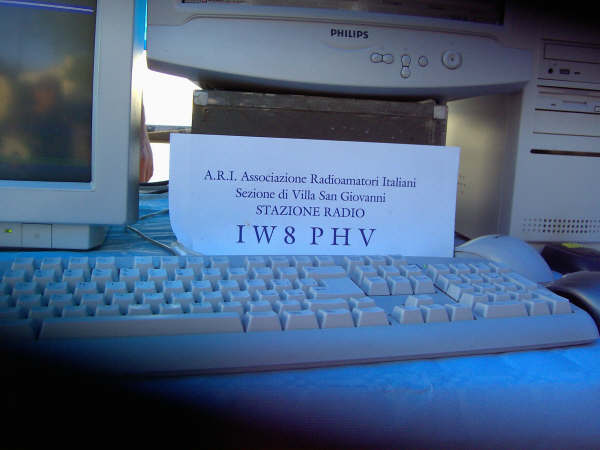 PHILIPS
A.R.I. Associazione Radioamatori Italiani
Sezione di Villa San Giovanni
STAZIONE RADIO
IW8 PHV